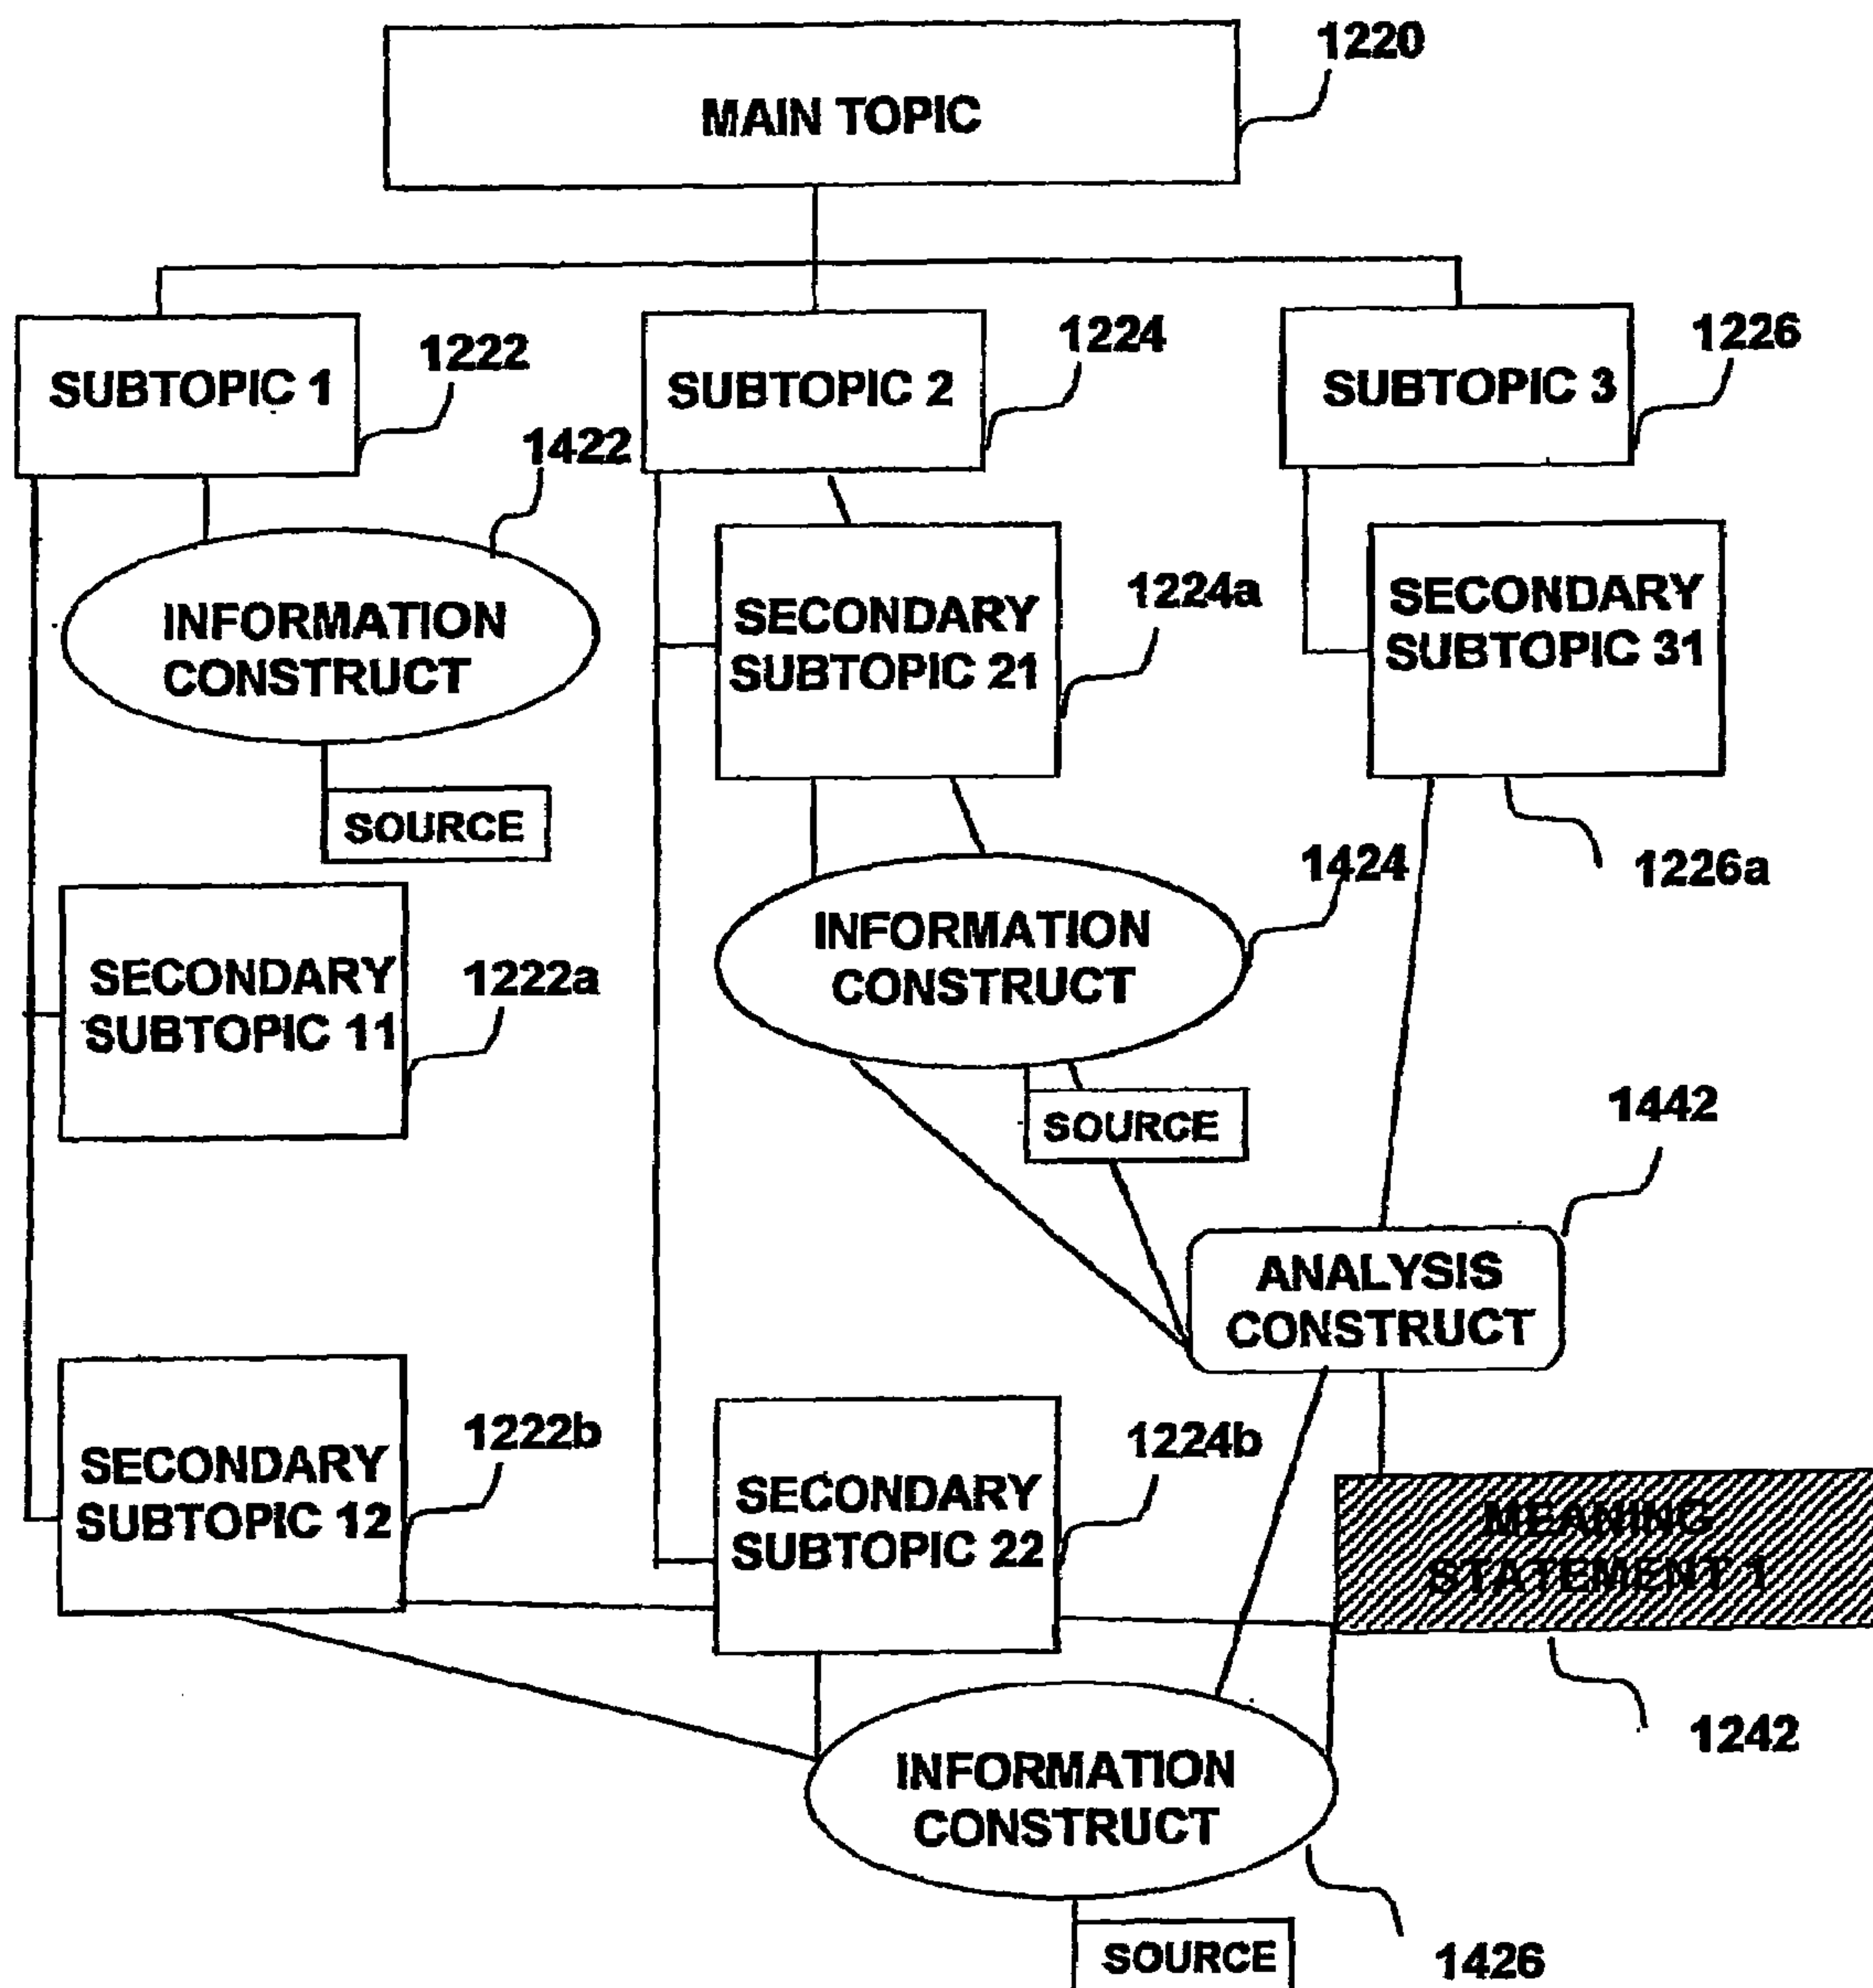 1220
MAIN TOPIC
SUBTOPIC 1
1222
SUBTOPIC 2
1224
SUBTOPIC 3
1226
1422
INFORMATION
CONSTRUCT
SOURCE
SECONDARY
SUBTOPIC 21
1224a
SECONDARY
SUBTOPIC 31
1226a
INFORMATION
CONSTRUCT
1424
SOURCE
SECONDARY
SUBTOPIC 11
1222a
1442
ANALYSIS
CONSTRUCT
SECONDARY
SUBTOPIC 12
1222b
SECONDARY
SUBTOPIC 22
1224b
MEANING
STATEMENT 1
1242
INFORMATION
CONSTRUCT
1426
SOURCE